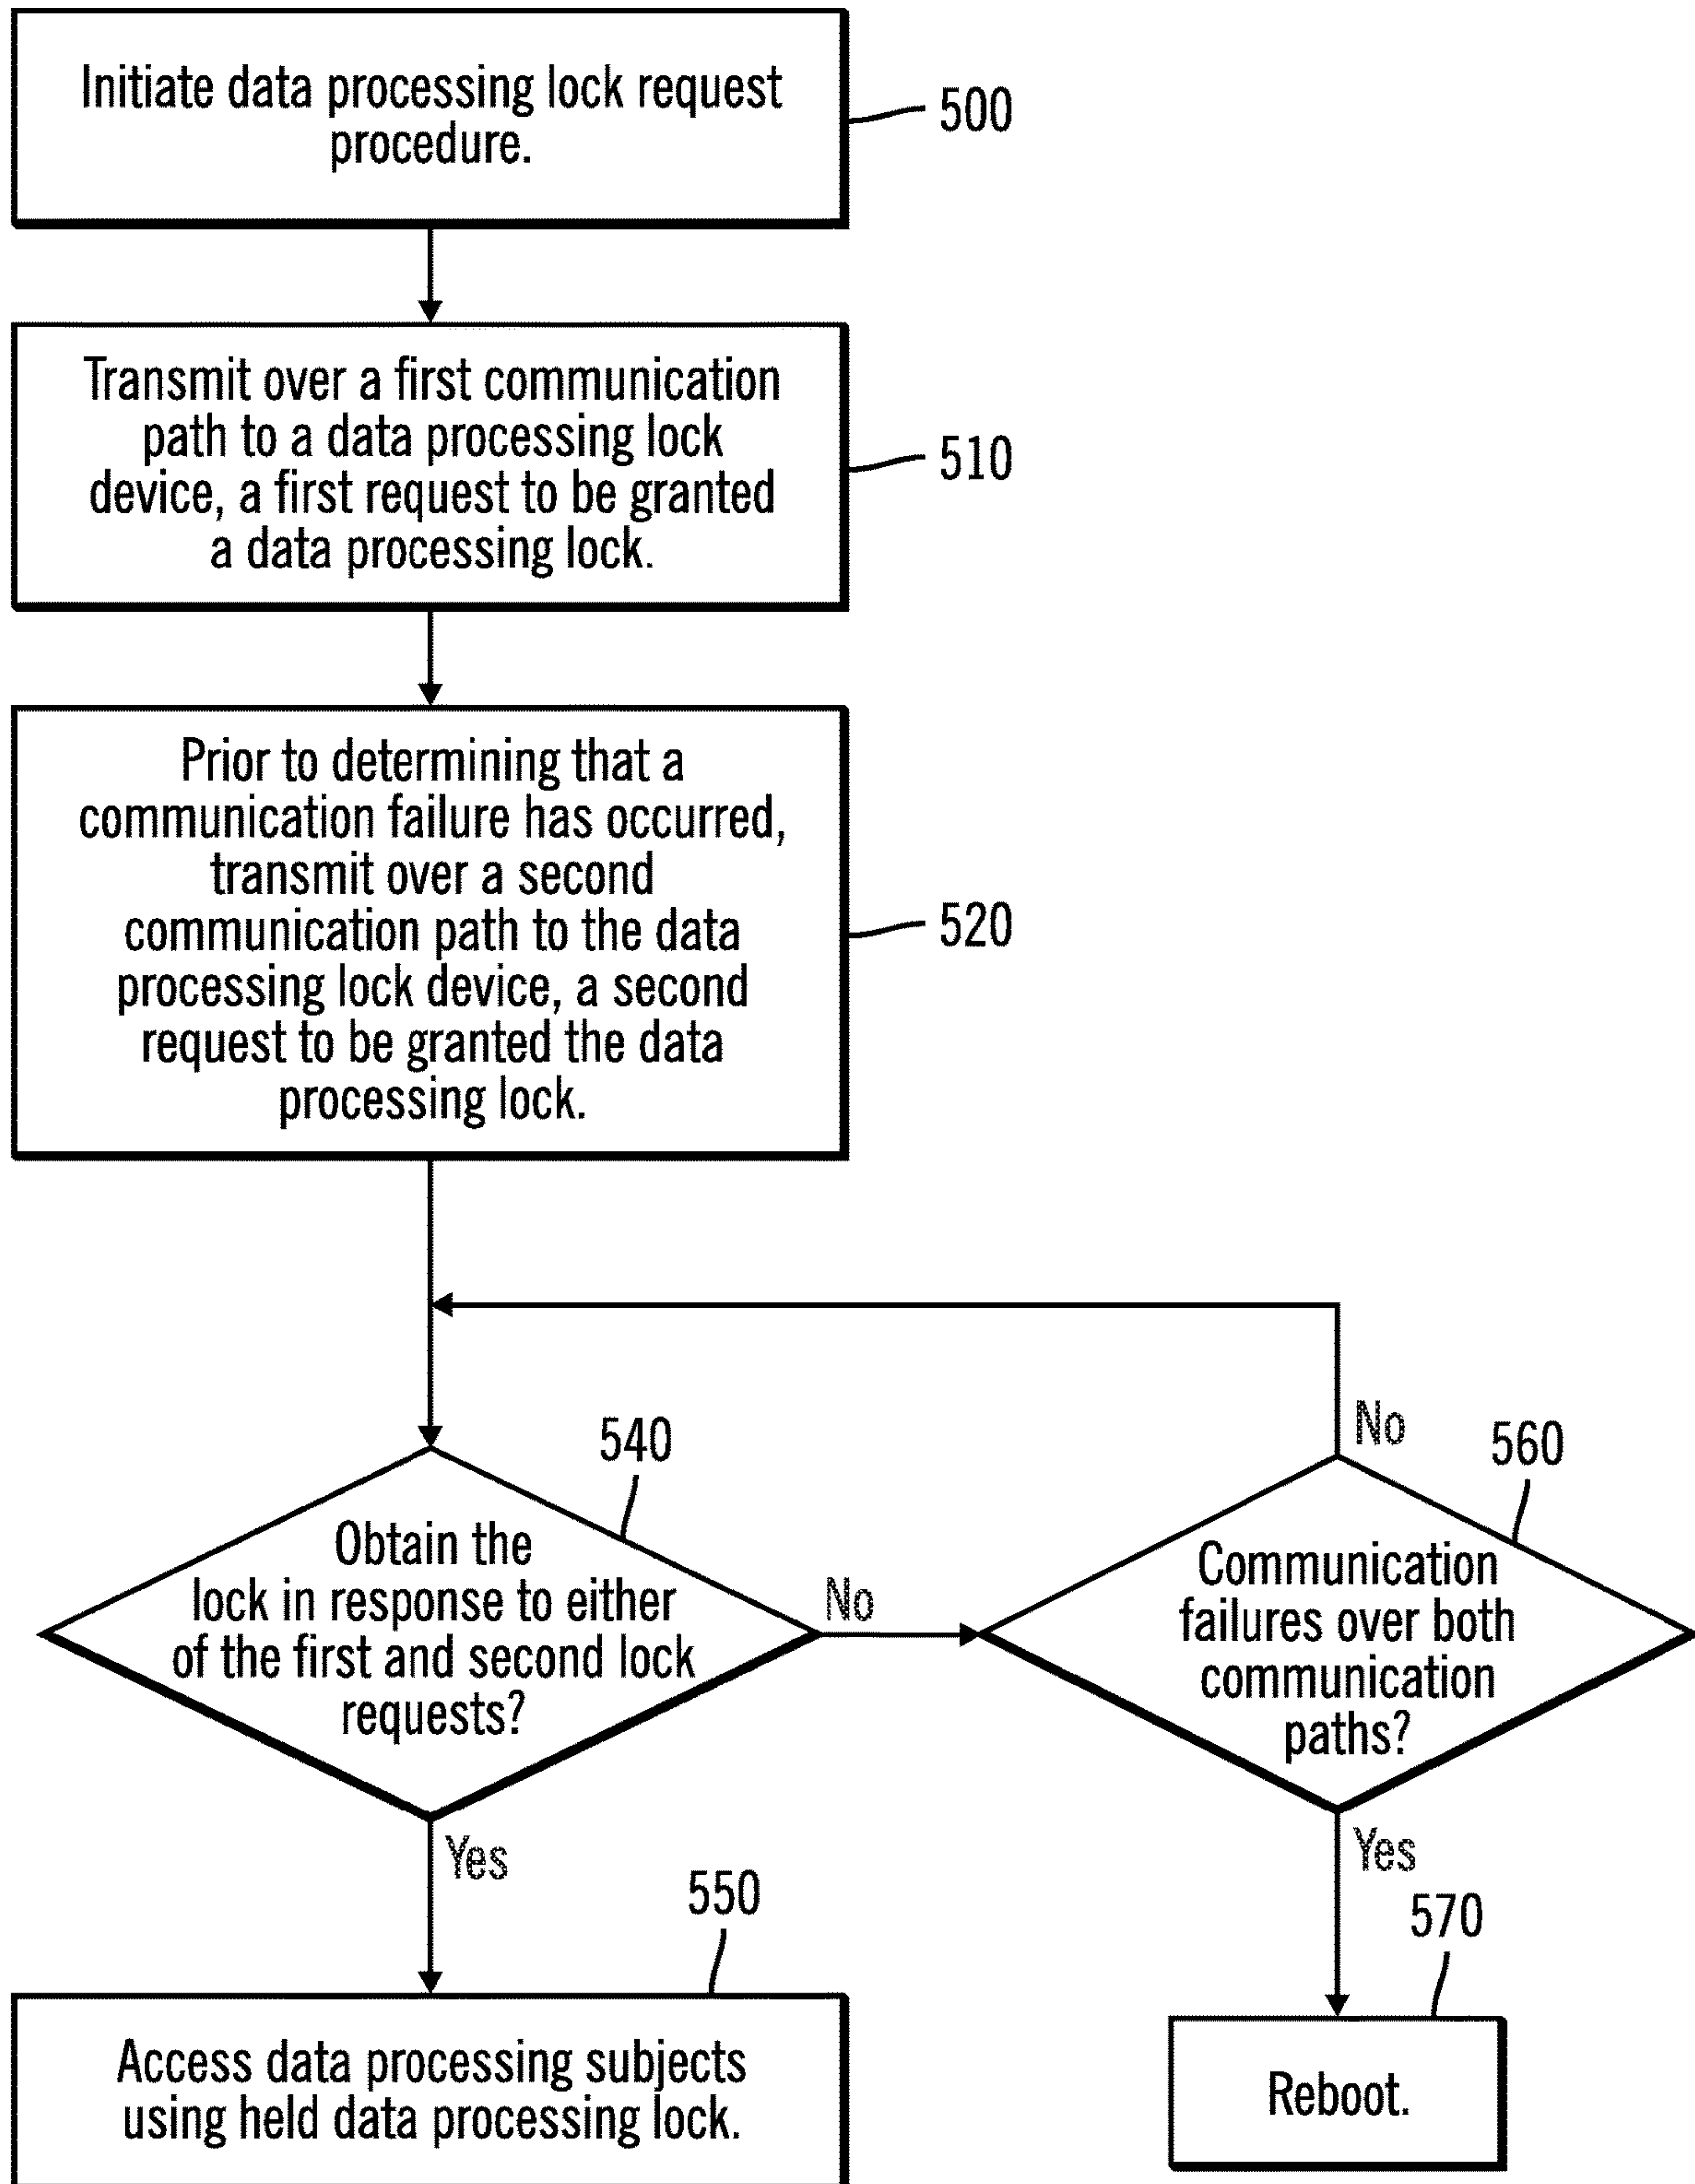 Initiate data processing lock request
procedure.
500
Transmit over a first communication
path to a data processing lock
device, a first request to be granted
a data processing lock.
510
Prior to determining that a
communication failure has occurred,
transmit over a second
communication path to the data
processing lock device, a second
request to be granted the data
processing lock.
520
540
Obtain the
lock in response to either
of the first and second lock
requests?
No
Yes
No
560
Communication
failures over both
communication
paths?
Yes
550
Access data processing subjects
using held data processing lock.
570
Reboot.